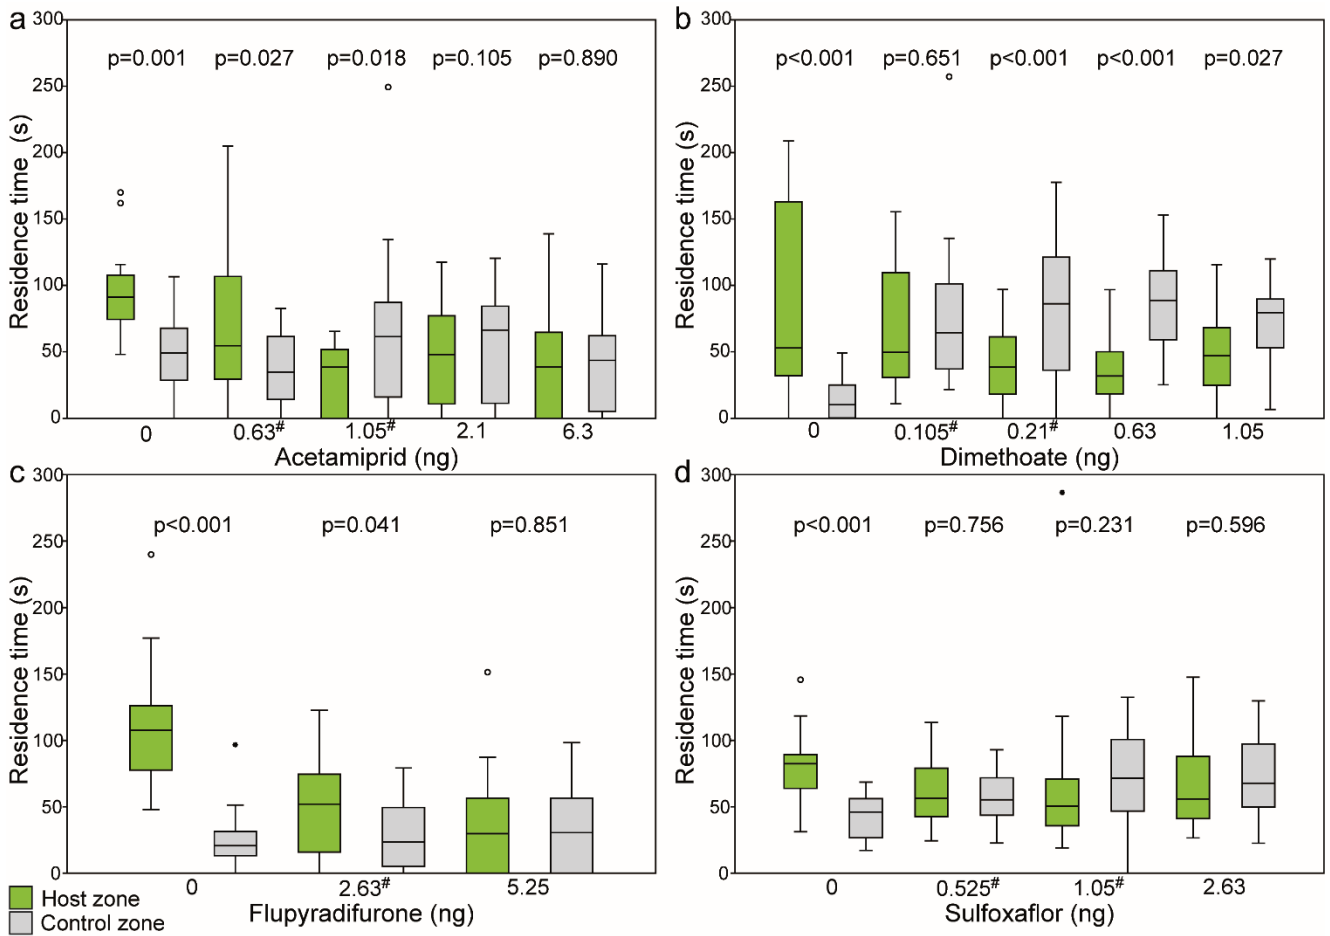 a
300
250
200
150
100
50
0
Residence time (s)
p=0.001 p=0.027 p=0.018 p=0.105 p=0.890
0 0.63# 1.05# 2.1 6.3
Acetamiprid (ng)
b
300
250
200
150
100
50
0
Residence time (s)
p<0.001 p=0.651 p<0.001 p<0.001 p=0.027
0 0.105# 0.21# 0.63 1.05
Dimethoate (ng)
c
300
250
200
150
100
50
0
Residence time (s)
p<0.001 p=0.041 p=0.851
0 2.63# 5.25
Flupyradifurone (ng)
d
300
250
200
150
100
50
0
Residence time (s)
p<0.001 p=0.756 p=0.231 p=0.596
0 0.525# 1.05# 2.63
Sulfoxaflor (ng)
Host zone
Control zone